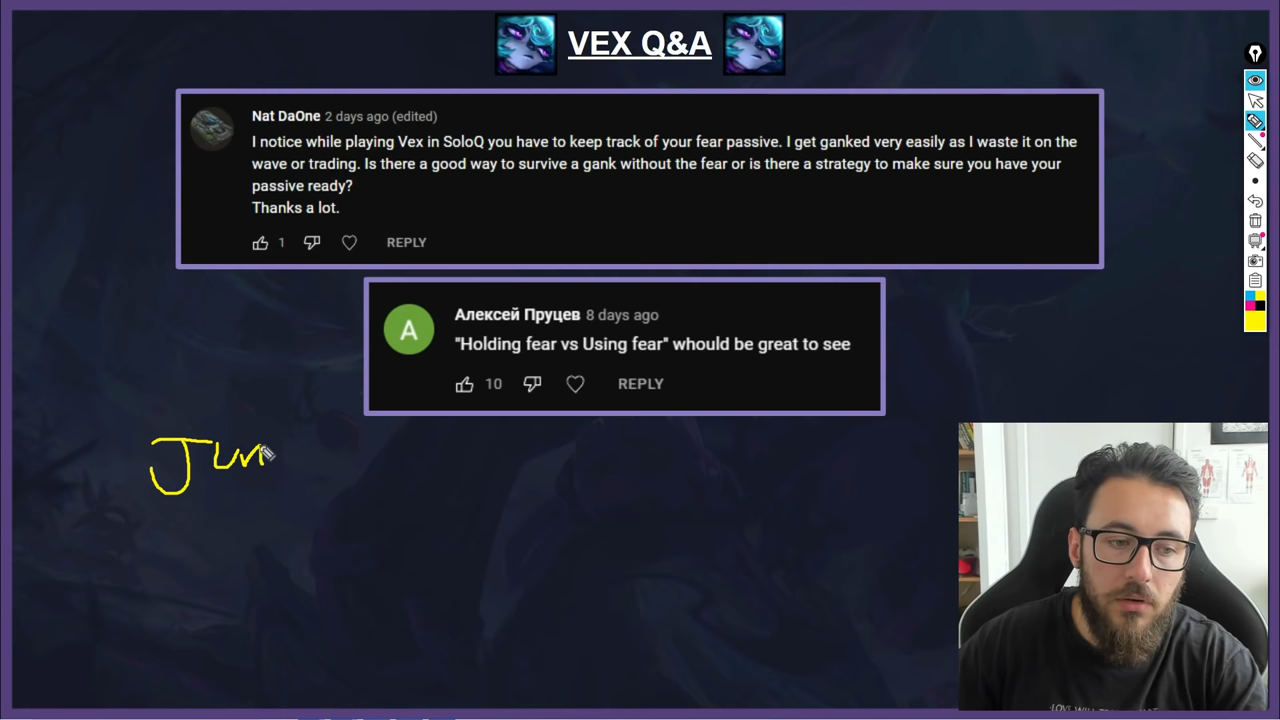 VEX Q&A
Nat DaOne 2 days ago (edited)
I notice while playing Vex in SoloQ you have to keep track of your fear passive. I get ganked very easily as I waste it on the
wave or trading. Is there a good way to survive a gank without the fear or is there a strategy to make sure you have your
passive ready?
Thanks a lot.
1 REPLY
A
Алексей Пруцев 8 days ago
"Holding fear vs Using fear" whould be great to see
10 REPLY
Jun